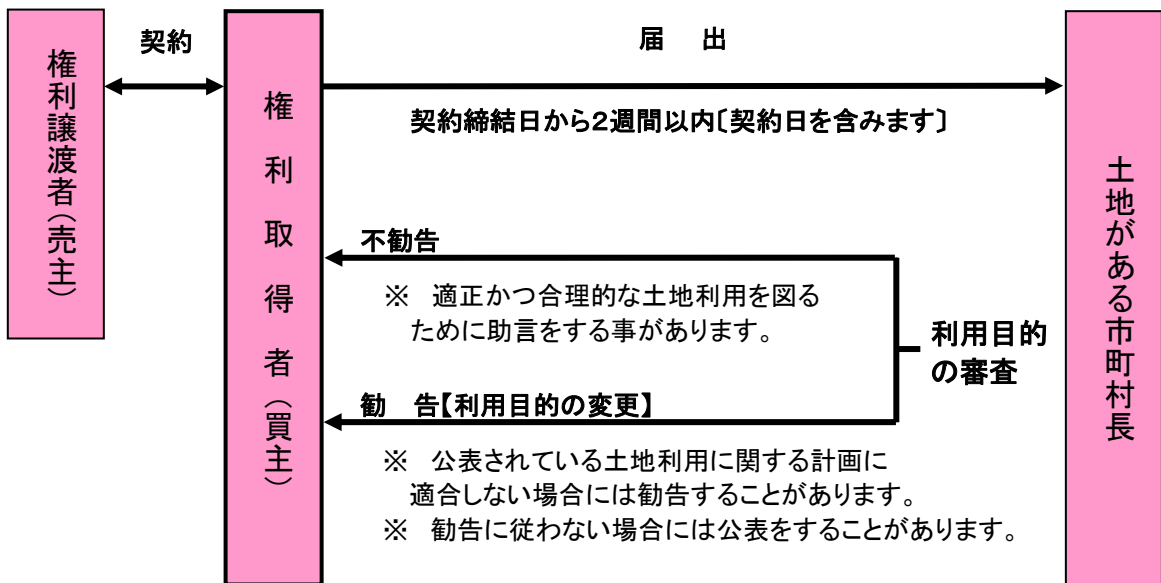 権利譲渡者(売主)
契約
権利取得者(買主)
届 出
契約締結日から2週間以内〔契約日を含みます〕
不勧告
※ 適正かつ合理的な土地利用を図る
ために助言をする事があります。
利用目的
の審査
勧 告【利用目的の変更】
※ 公表されている土地利用に関する計画に
適合しない場合には勧告することがあります。
※ 勧告に従わない場合には公表をすることがあります。
土地がある市町村長